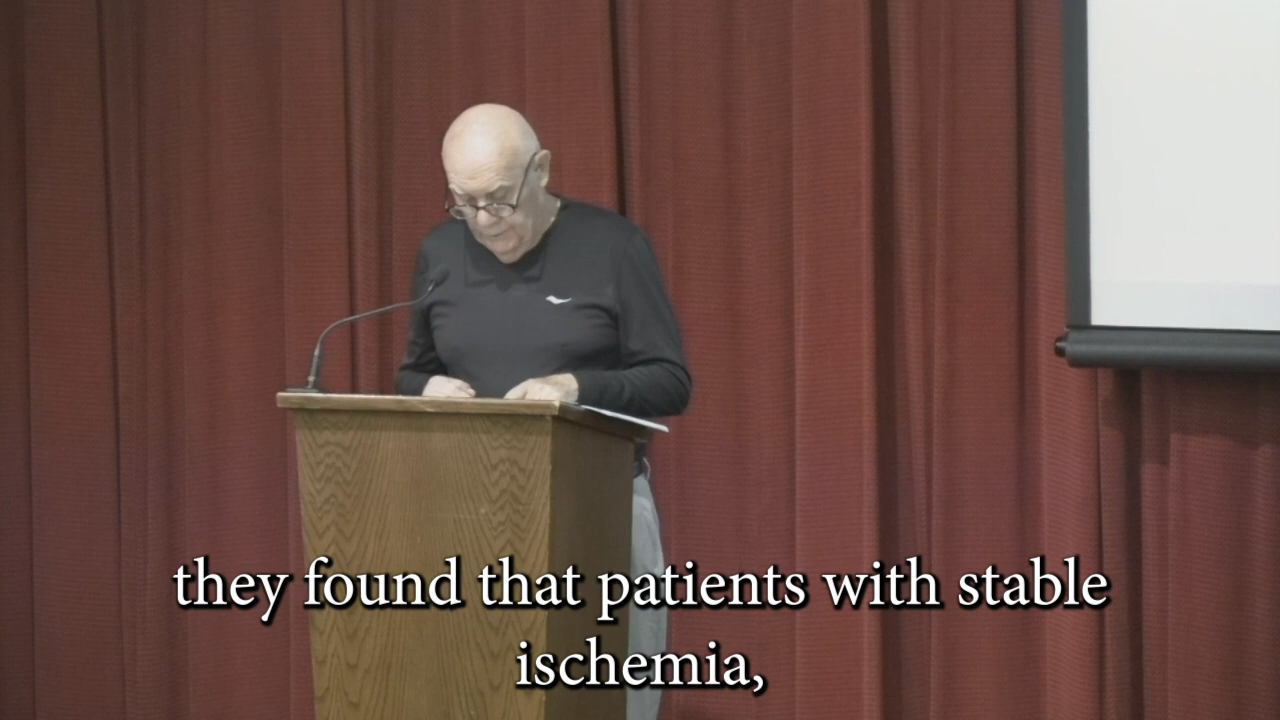 they found that patients with stable
ischemia,